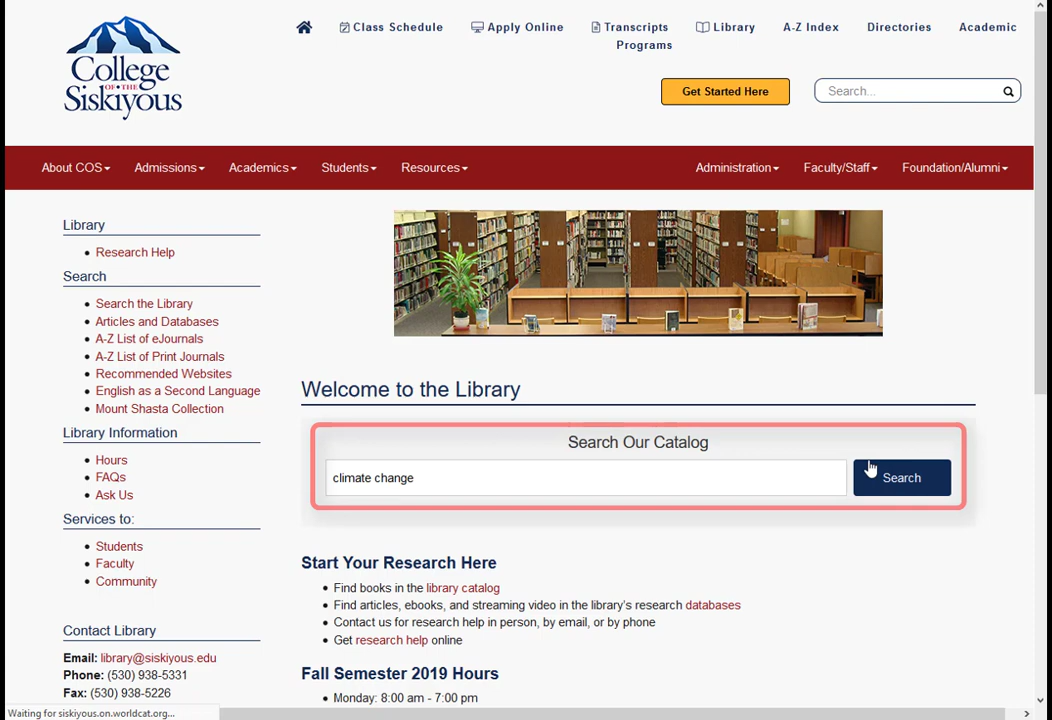 College
OF THE
Siskiyous
Class Schedule Apply Online Transcripts Library A-Z Index Directories Academic
Programs
Get Started Here
Search...
About COS Admissions Academics Students Resources Administration Faculty/Staff Foundation/Alumni
Library
Research Help
Search
Search the Library
Articles and Databases
A-Z List of eJournals
A-Z List of Print Journals
Recommended Websites
English as a Second Language
Mount Shasta Collection
Library Information
Hours
FAQs
Ask Us
Services to:
Students
Faculty
Community
Contact Library
Email: library@siskiyous.edu
Phone: (530) 938-5331
Fax: (530) 938-5226
Welcome to the Library
Search Our Catalog
climate change
Search
Start Your Research Here
Find books in the library catalog
Find articles, ebooks, and streaming video in the library's research databases
Contact us for research help in person, by email, or by phone
Get research help online
Fall Semester 2019 Hours
Monday: 8:00 am - 7:00 pm
Waiting for siskiyous.on.worldcat.org...